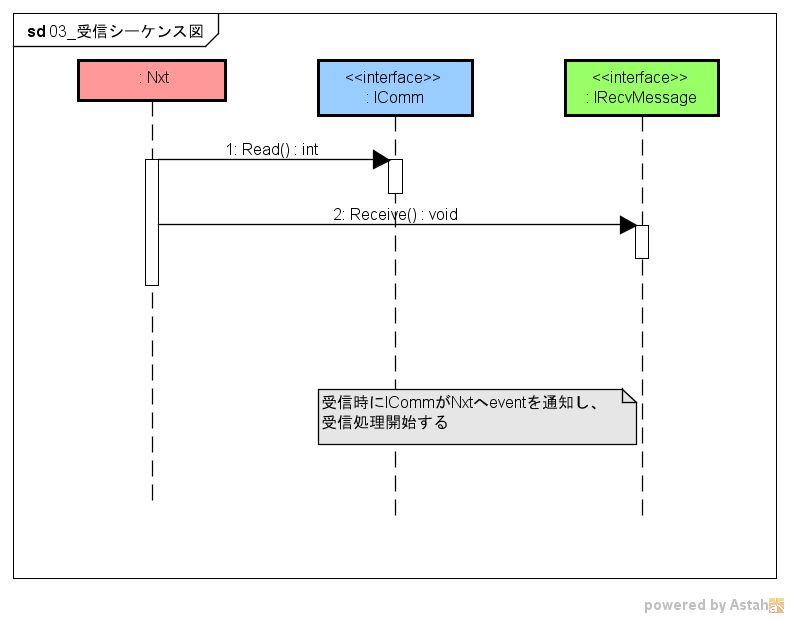 sd 03_受信シーケンス図
: Nxt
<<interface>>
: IComm
<<interface>>
: IRecvMessage
1: Read() : int
2: Receive() : void
受信時にICommがNxtへeventを通知し、
受信処理開始する
powered by Astah